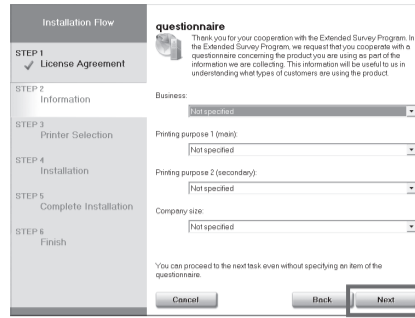 Installation Flow
STEP 1
License Agreement
STEP 2
Information
STEP 3
Printer Selection
STEP 4
Installation
STEP 5
Complete Installation
STEP 6
Finish
questionnaire
Thank you for your cooperation with the Extended Survey Program. In
the Extended Survey Program, we request that you cooperate with a
questionnaire concerning the product you are using as part of the
information we are collecting. This information will be useful to us in
understanding what types of customers are using the product.
Business:
Not specified
Printing purpose 1 (main):
Not specified
Printing purpose 2 (secondary):
Not specified
Company size:
Not specified
You can proceed to the next task even without specifying an item of the
questionnaire.
Cancel
Back
Next